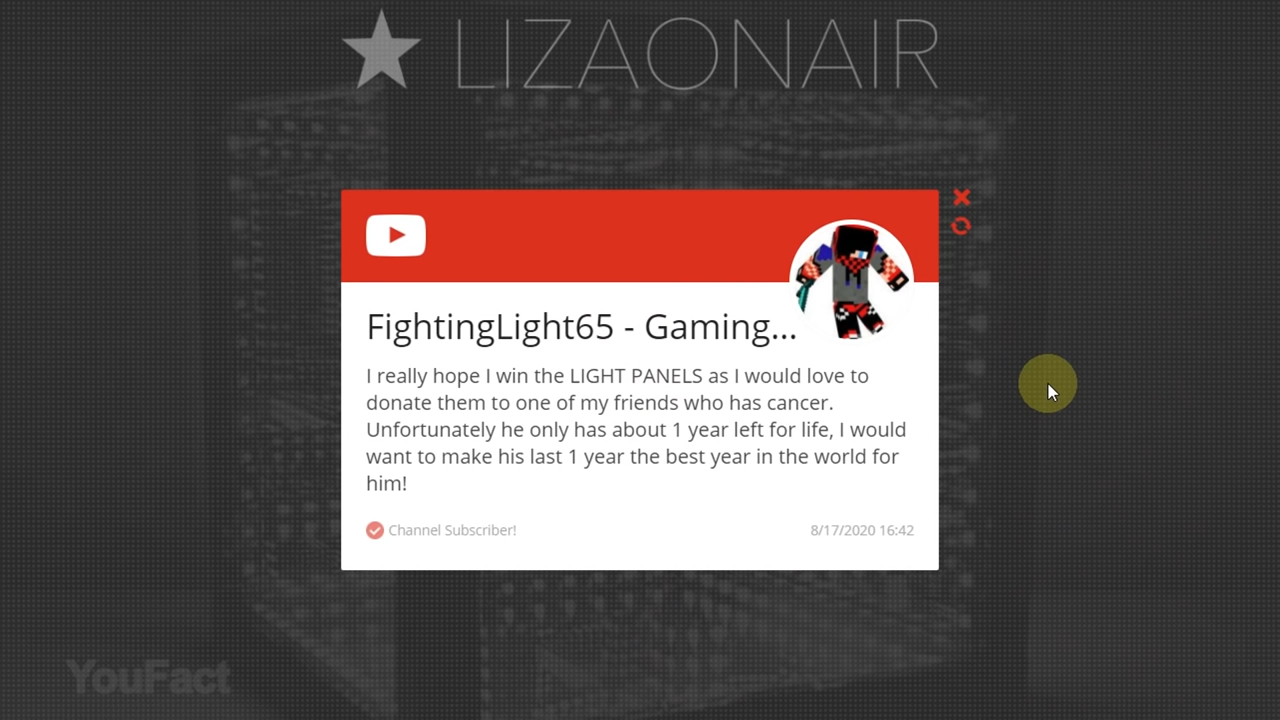 LIZAONAIR
FightingLight65 - Gaming...
I really hope I win the LIGHT PANELS as I would love to
donate them to one of my friends who has cancer.
Unfortunately he only has about 1 year left for life, I would
want to make his last 1 year the best year in the world for
him!
Channel Subscriber!
8/17/2020 16:42
YouFact